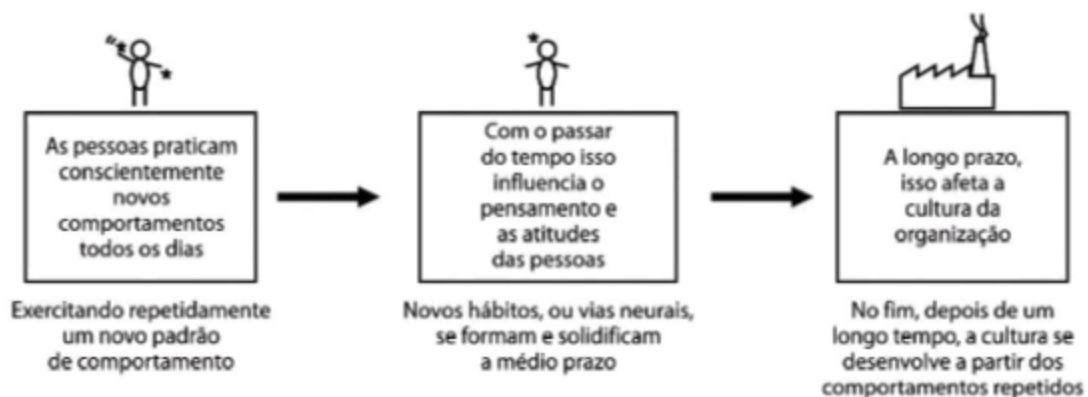 As pessoas praticam
conscientemente
novos
comportamentos
todos os dias
Exercitando repetidamente
um novo padrão
de comportamento
Com o passar
do tempo isso
influencia o
pensamento e
as atitudes
das pessoas
Novos hábitos, ou vias neurais,
se formam e solidificam
a médio prazo
A longo prazo,
isso afeta a
cultura da
organização
No fim, depois de um
longo tempo, a cultura se
desenvolve a partir dos
comportamentos repetidos